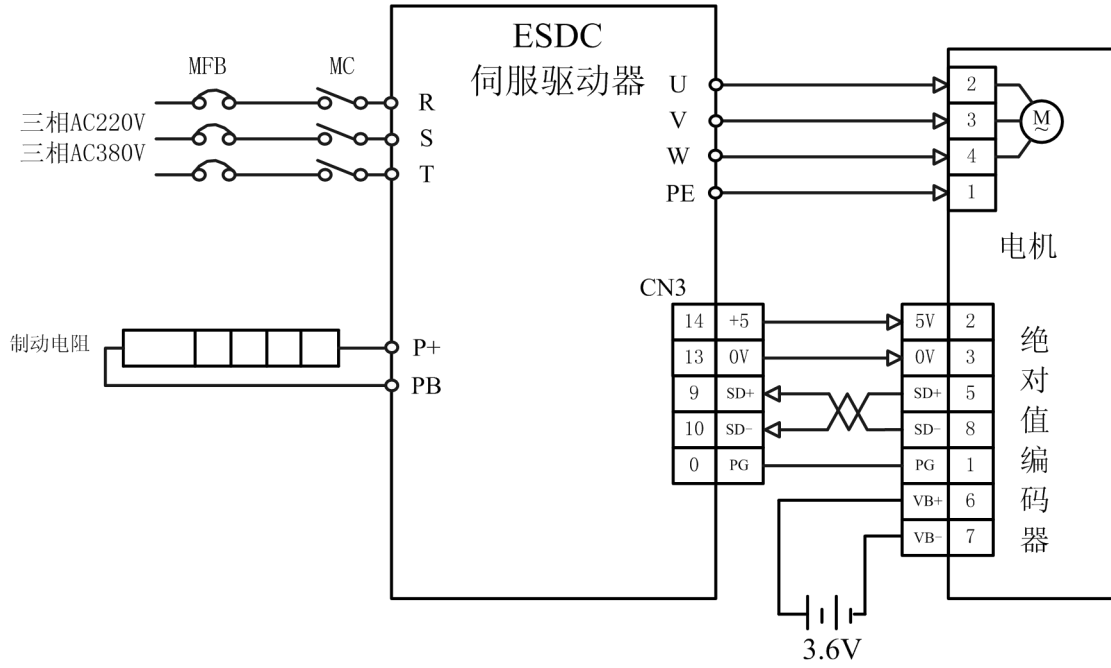 ESDC
伺服驱动器
MFB MC
三相AC220V
三相AC380V
R
S
T
U
V
W
PE
2
3
4
1
M
~
电机
制动电阻
P+
PB
CN3
14 +5 5V 2
13 0V 0V 3
9 SD+ SD+ 5
10 SD- SD- 8
0 PG PG 1
VB+ 6
VB- 7
绝对值编码器
3.6V